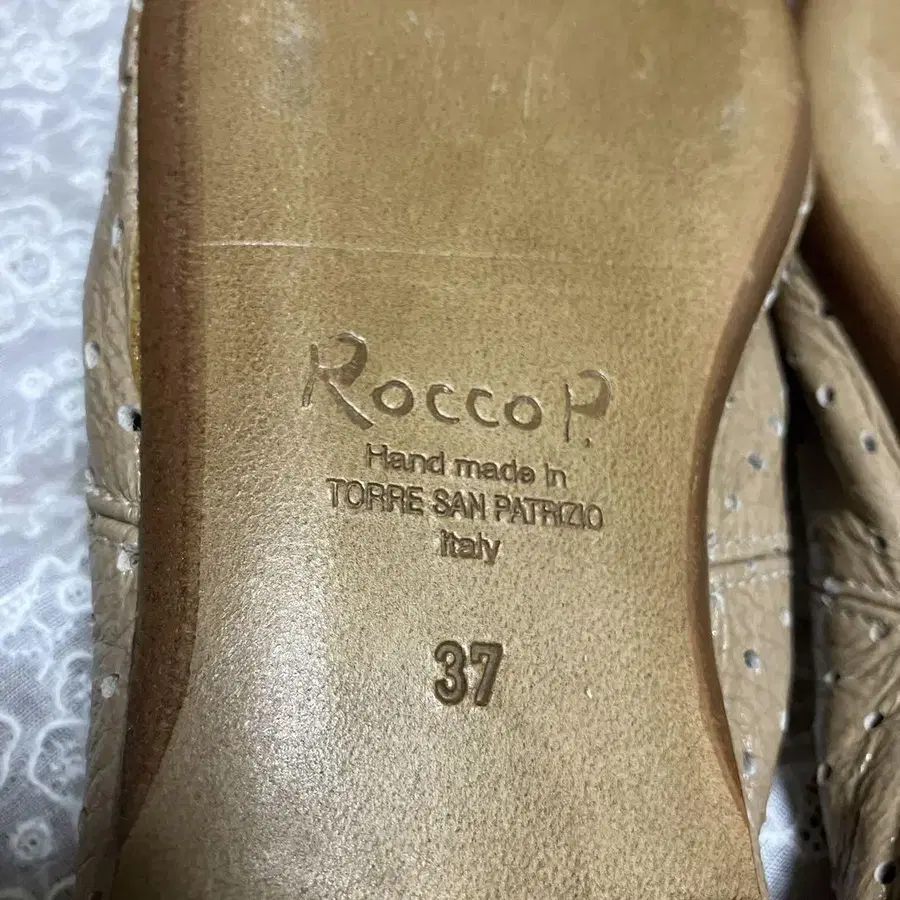 Rocco P.
Hand made in
TORRE SAN PATRIZIO
Italy
37